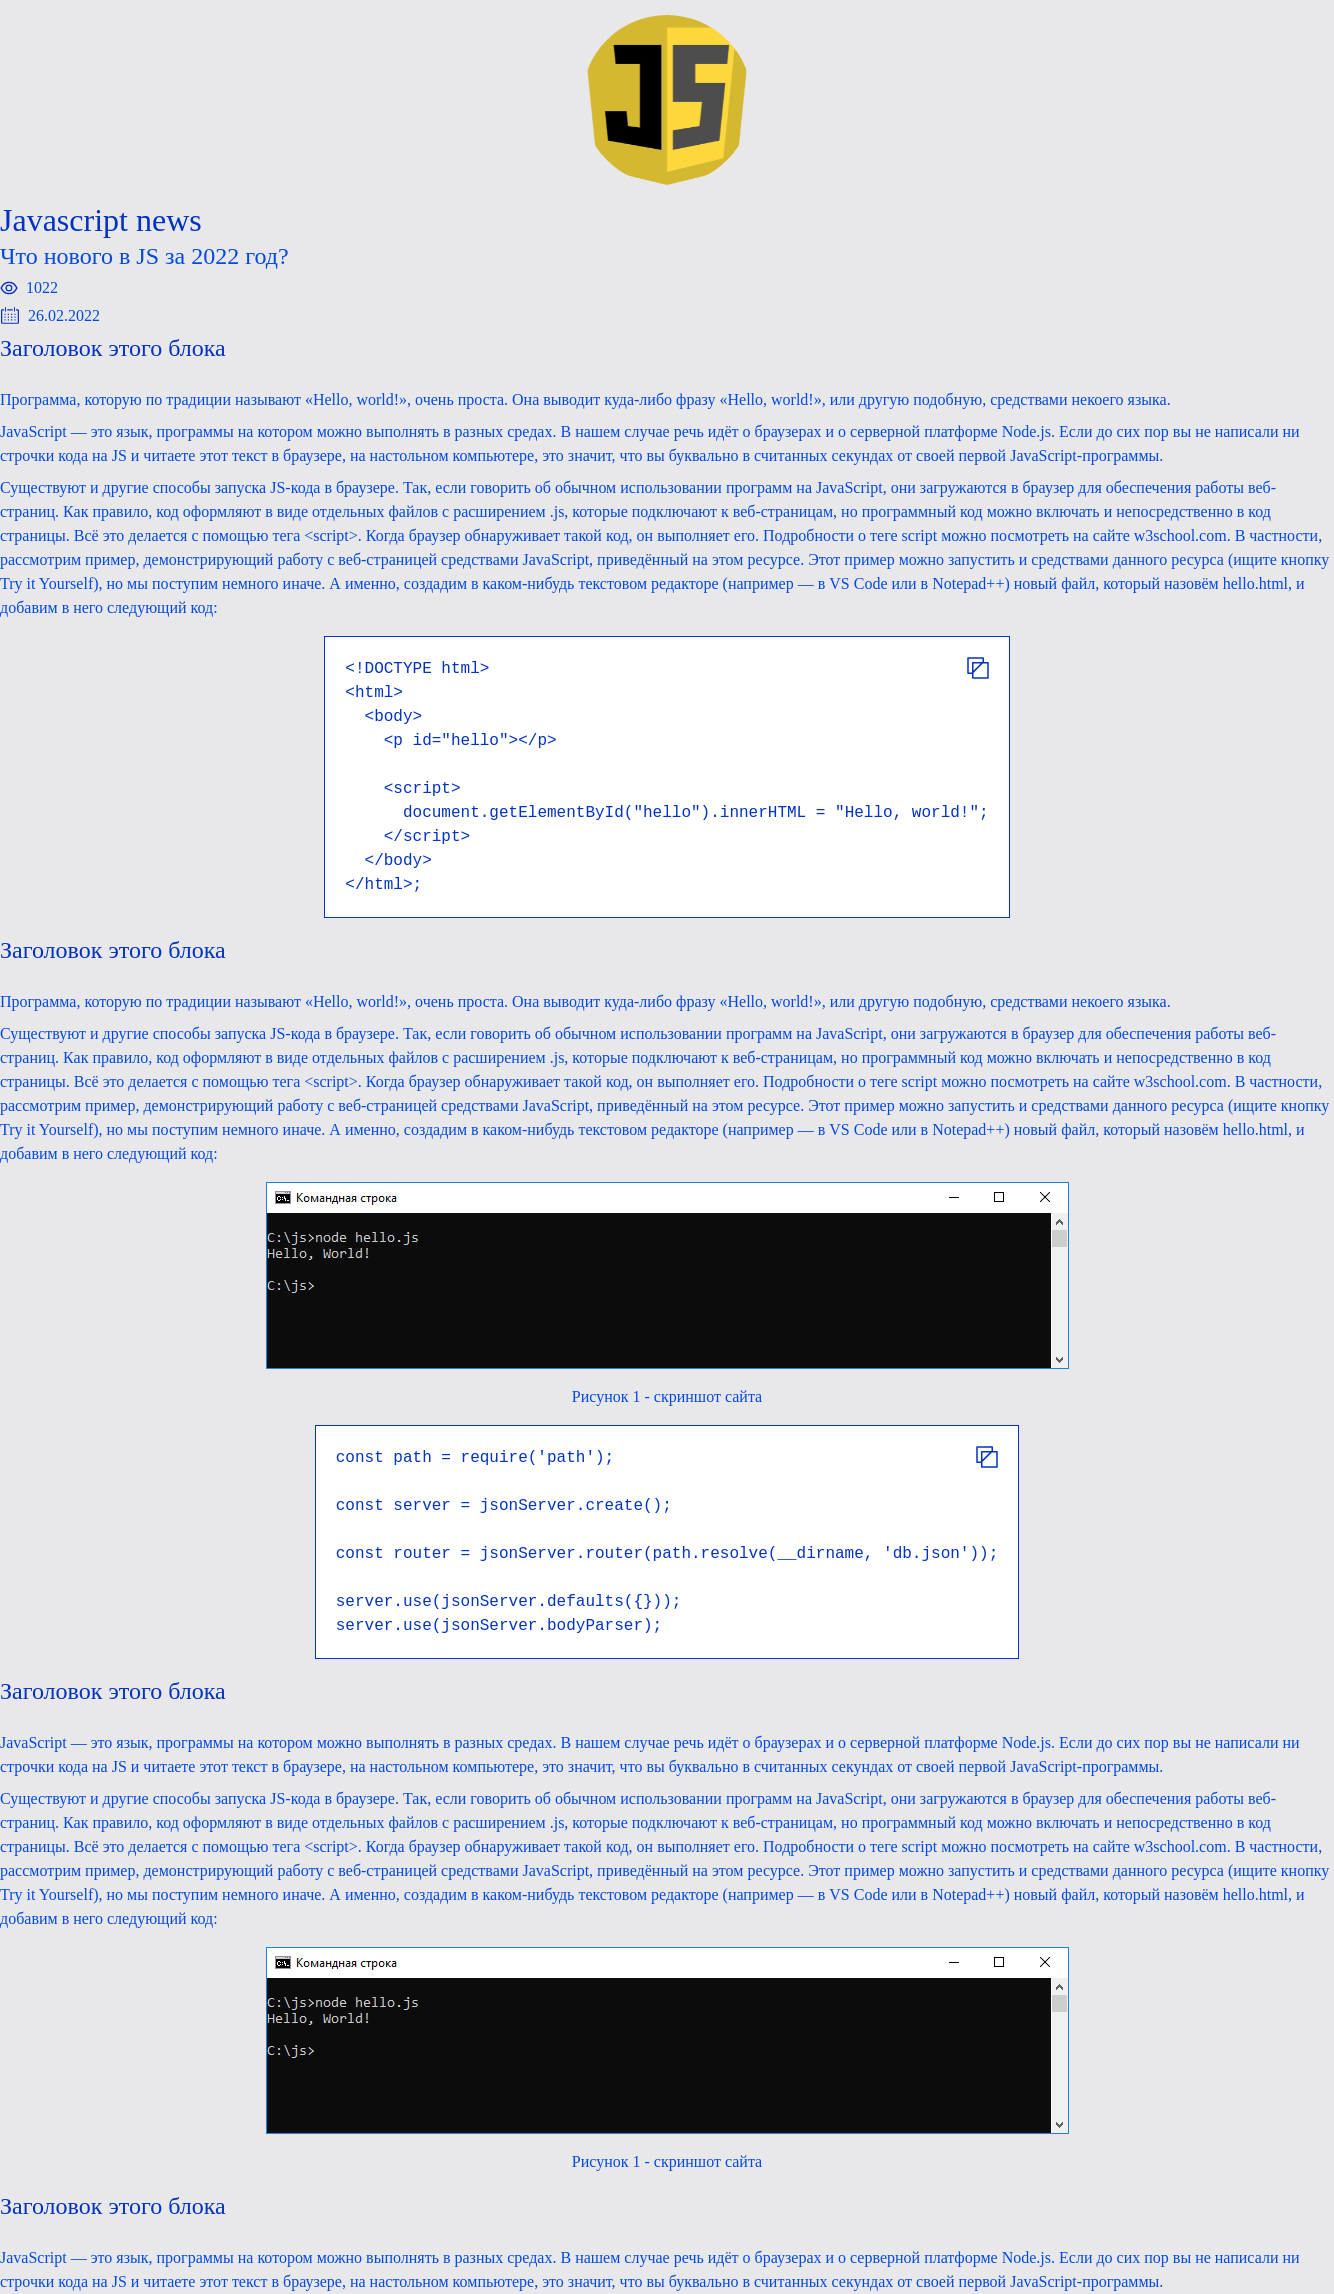 JS
Javascript news
Что нового в JS за 2022 год?
1022
26.02.2022
Заголовок этого блока
Программа, которую по традиции называют «Hello, world!», очень проста. Она выводит куда-либо фразу «Hello, world!», или другую подобную, средствами некоего языка.
JavaScript — это язык, программы на котором можно выполнять в разных средах. В нашем случае речь идёт о браузерах и о серверной платформе Node.js. Если до сих пор вы не написали ни
строчки кода на JS и читаете этот текст в браузере, на настольном компьютере, это значит, что вы буквально в считанных секундах от своей первой JavaScript-программы.
Существуют и другие способы запуска JS-кода в браузере. Так, если говорить об обычном использовании программ на JavaScript, они загружаются в браузер для обеспечения работы веб-
страниц. Как правило, код оформляют в виде отдельных файлов с расширением .js, которые подключают к веб-страницам, но программный код можно включать и непосредственно в код
страницы. Всё это делается с помощью тега <script>. Когда браузер обнаруживает такой код, он выполняет его. Подробности о теге script можно посмотреть на сайте w3school.com. В частности,
рассмотрим пример, демонстрирующий работу с веб-страницей средствами JavaScript, приведённый на этом ресурсе. Этот пример можно запустить и средствами данного ресурса (ищите кнопку
Try it Yourself), но мы поступим немного иначе. А именно, создадим в каком-нибудь текстовом редакторе (например — в VS Code или в Notepad++) новый файл, который назовём hello.html, и
добавим в него следующий код:
<!DOCTYPE html>
<html>
  <body>
    <p id="hello"></p>

    <script>
      document.getElementById("hello").innerHTML = "Hello, world!";
    </script>
  </body>
</html>;
Заголовок этого блока
Программа, которую по традиции называют «Hello, world!», очень проста. Она выводит куда-либо фразу «Hello, world!», или другую подобную, средствами некоего языка.
Существуют и другие способы запуска JS-кода в браузере. Так, если говорить об обычном использовании программ на JavaScript, они загружаются в браузер для обеспечения работы веб-
страниц. Как правило, код оформляют в виде отдельных файлов с расширением .js, которые подключают к веб-страницам, но программный код можно включать и непосредственно в код
страницы. Всё это делается с помощью тега <script>. Когда браузер обнаруживает такой код, он выполняет его. Подробности о теге script можно посмотреть на сайте w3school.com. В частности,
рассмотрим пример, демонстрирующий работу с веб-страницей средствами JavaScript, приведённый на этом ресурсе. Этот пример можно запустить и средствами данного ресурса (ищите кнопку
Try it Yourself), но мы поступим немного иначе. А именно, создадим в каком-нибудь текстовом редакторе (например — в VS Code или в Notepad++) новый файл, который назовём hello.html, и
добавим в него следующий код:
Командная строка
C:\js>node hello.js
Hello, World!
C:\js>
Рисунок 1 - скриншот сайта
const path = require('path');

const server = jsonServer.create();

const router = jsonServer.router(path.resolve(__dirname, 'db.json'));

server.use(jsonServer.defaults({}));
server.use(jsonServer.bodyParser);
Заголовок этого блока
JavaScript — это язык, программы на котором можно выполнять в разных средах. В нашем случае речь идёт о браузерах и о серверной платформе Node.js. Если до сих пор вы не написали ни
строчки кода на JS и читаете этот текст в браузере, на настольном компьютере, это значит, что вы буквально в считанных секундах от своей первой JavaScript-программы.
Существуют и другие способы запуска JS-кода в браузере. Так, если говорить об обычном использовании программ на JavaScript, они загружаются в браузер для обеспечения работы веб-
страниц. Как правило, код оформляют в виде отдельных файлов с расширением .js, которые подключают к веб-страницам, но программный код можно включать и непосредственно в код
страницы. Всё это делается с помощью тега <script>. Когда браузер обнаруживает такой код, он выполняет его. Подробности о теге script можно посмотреть на сайте w3school.com. В частности,
рассмотрим пример, демонстрирующий работу с веб-страницей средствами JavaScript, приведённый на этом ресурсе. Этот пример можно запустить и средствами данного ресурса (ищите кнопку
Try it Yourself), но мы поступим немного иначе. А именно, создадим в каком-нибудь текстовом редакторе (например — в VS Code или в Notepad++) новый файл, который назовём hello.html, и
добавим в него следующий код:
Командная строка
C:\js>node hello.js
Hello, World!
C:\js>
Рисунок 1 - скриншот сайта
Заголовок этого блока
JavaScript — это язык, программы на котором можно выполнять в разных средах. В нашем случае речь идёт о браузерах и о серверной платформе Node.js. Если до сих пор вы не написали ни
строчки кода на JS и читаете этот текст в браузере, на настольном компьютере, это значит, что вы буквально в считанных секундах от своей первой JavaScript-программы.